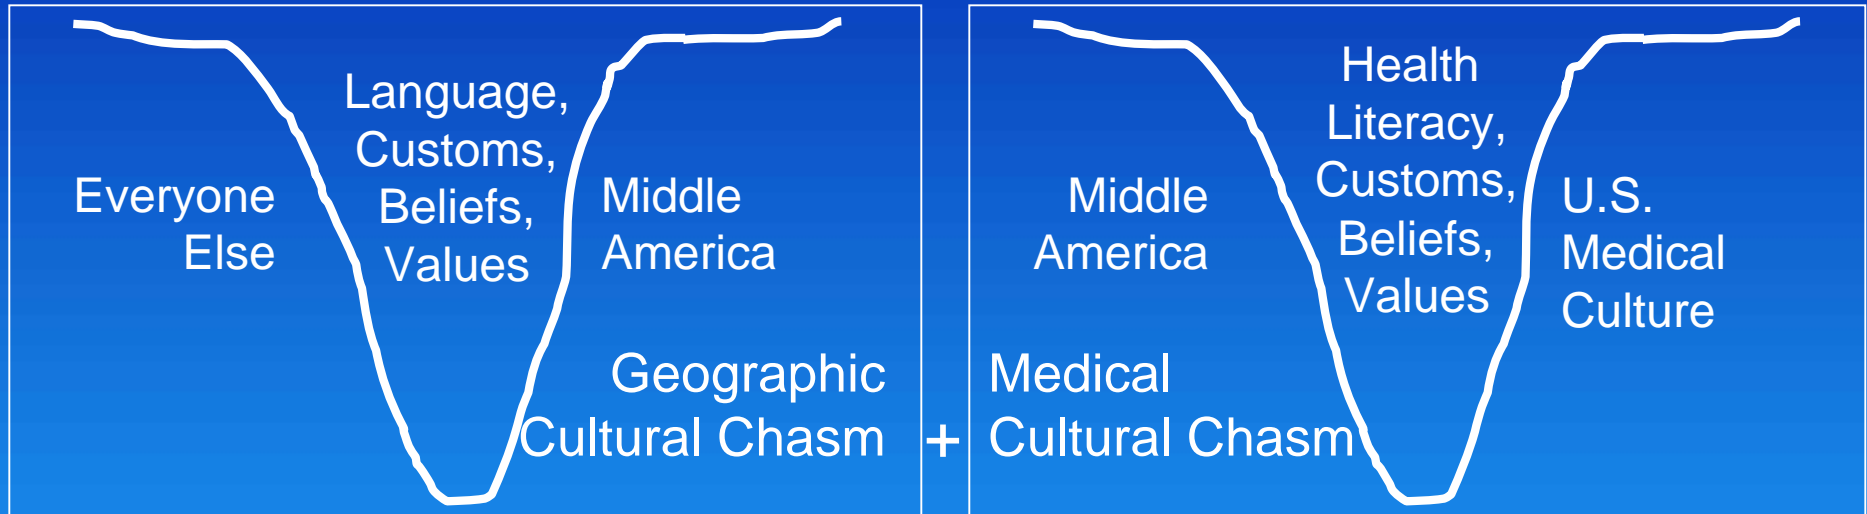 Language,
Customs,
Beliefs,
Values
Everyone
Else
Middle
America
Geographic
Cultural Chasm
+
Health
Literacy,
Customs,
Beliefs,
Values
Middle
America
U.S.
Medical
Culture
Medical
Cultural Chasm